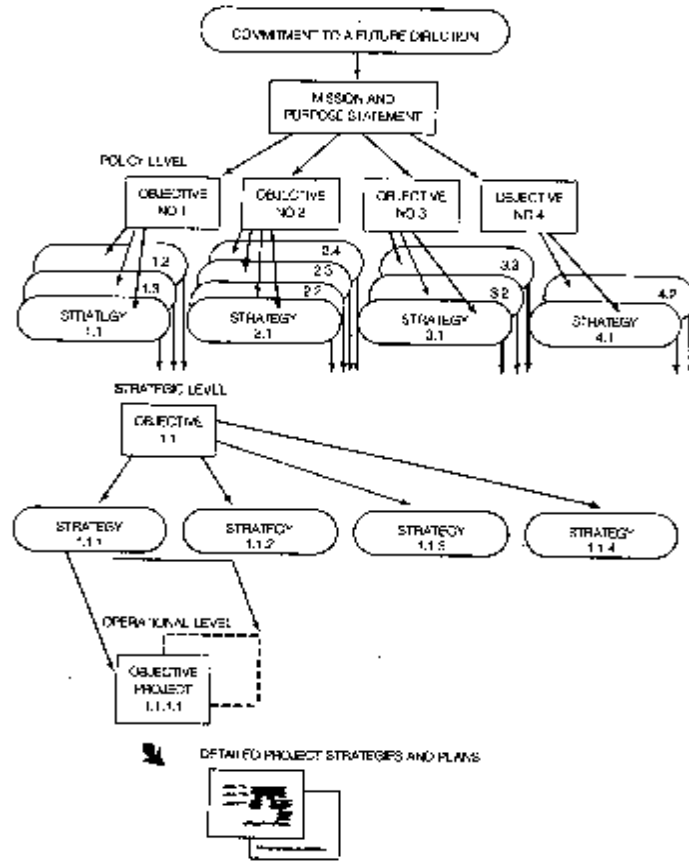 COMMITMENT TO A FUTURE DIRECTION
MISSION AND
PURPOSE STATEMENT
POLICY LEVEL
OBJECTIVE
NO.1
OBJECTIVE
NO.2
OBJECTIVE
NO.3
OBJECTIVE
NO.4
1.2
1.3
STRATEGY
1.1
2.4
2.3
2.2
STRATEGY
2.1
3.3
3.2
STRATEGY
3.1
4.2
STRATEGY
4.1
STRATEGIC LEVEL
OBJECTIVE
1.1
STRATEGY
1.1.1
STRATEGY
1.1.2
STRATEGY
1.1.3
STRATEGY
1.1.4
OPERATIONAL LEVEL
OBJECTIVE
PROJECT
1.1.1.1
DETAILED PROJECT STRATEGIES AND PLANS